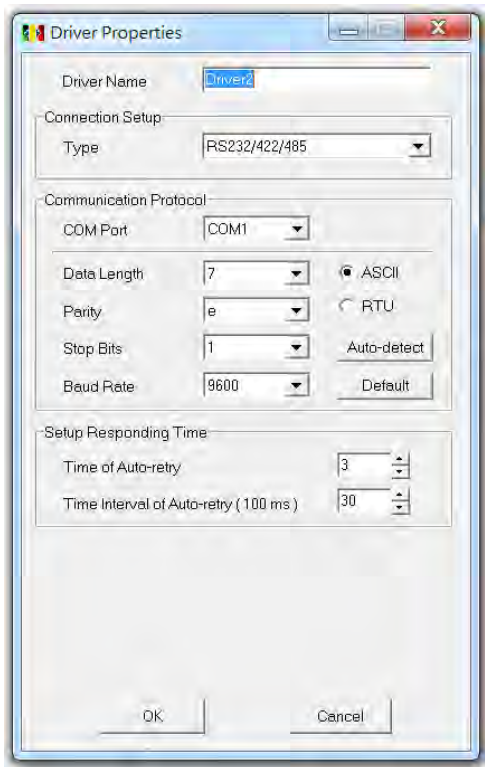 Driver Properties
Driver Name Driver2
Connection Setup
Type RS232/422/485
Communication Protocol
COM Port COM1
Data Length 7 ASCII
Parity e RTU
Stop Bits 1 Auto-detect
Baud Rate 9600 Default
Setup Responding Time
Time of Auto-retry 3
Time Interval of Auto-retry ( 100 ms ) 30
OK Cancel